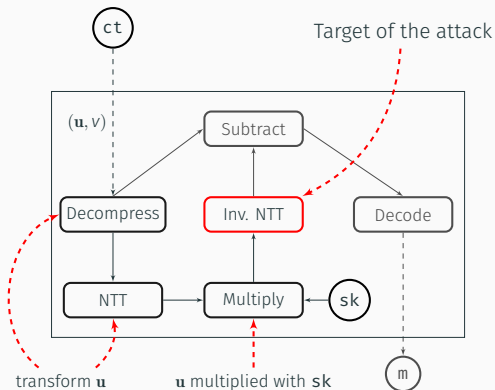 ct
Target of the attack
(u, v)
Subtract
Decompress
Inv. NTT
Decode
NTT
Multiply
sk
transform u
u multiplied with sk
m